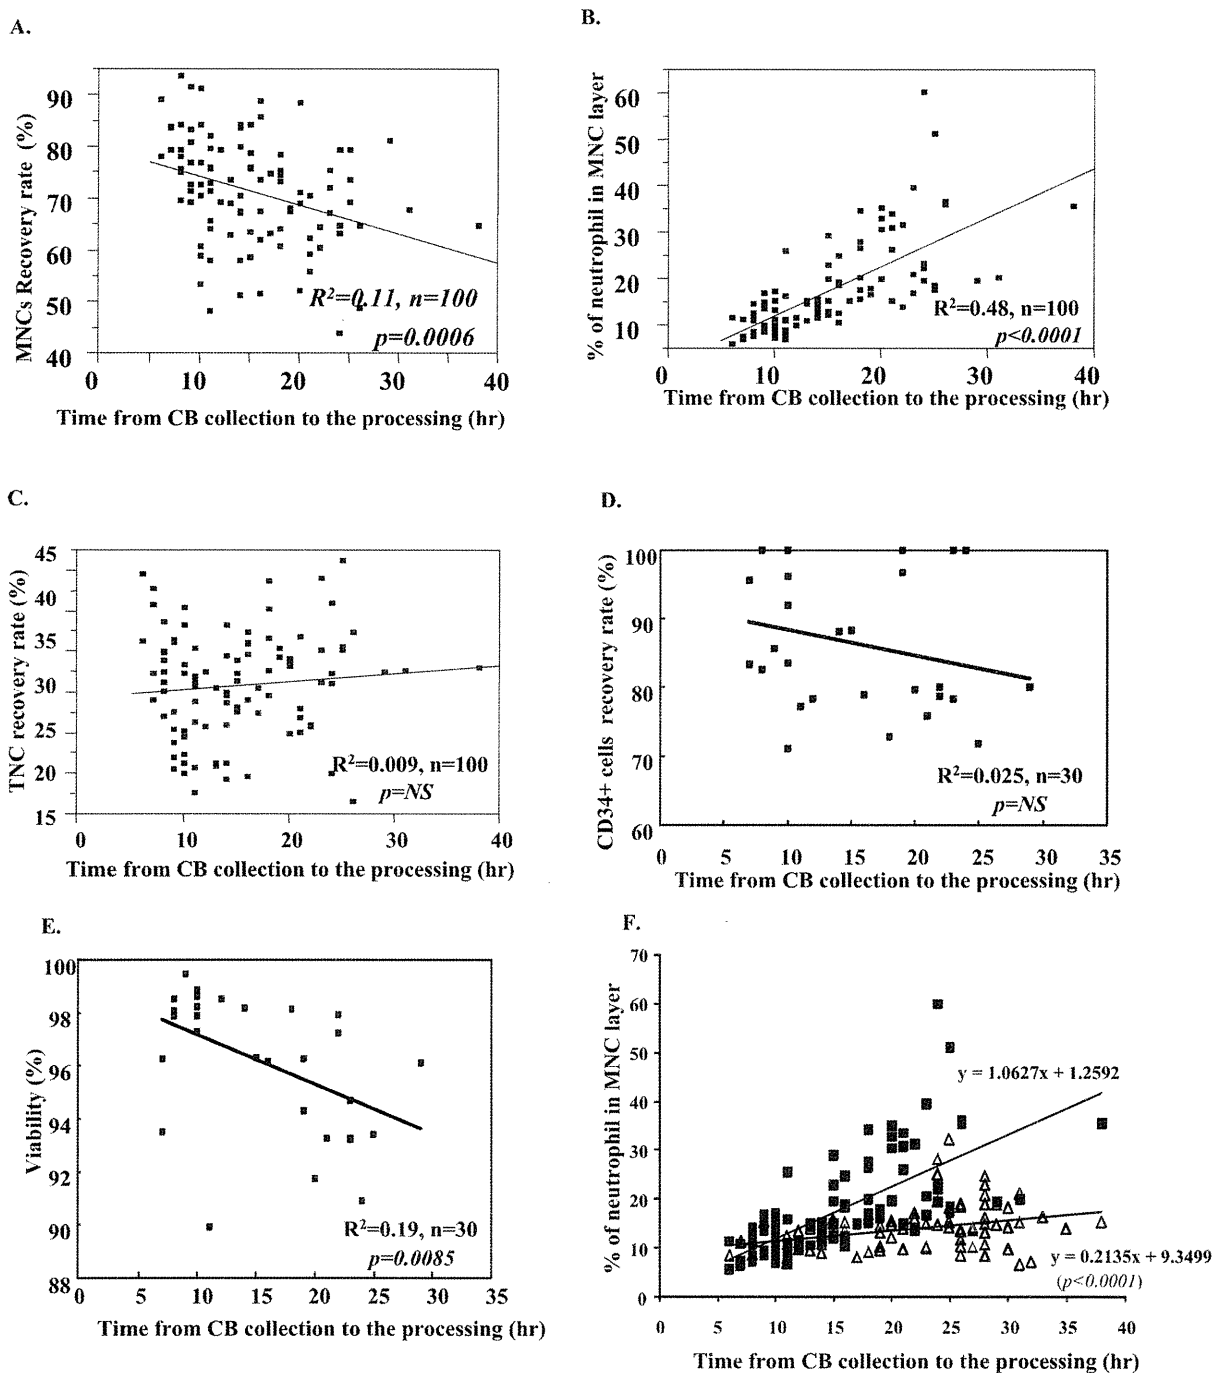 A.
MNCs Recovery rate (%)
90
80
70
60
50
40
R²=0.11, n=100
p=0.0006
0 10 20 30 40
Time from CB collection to the processing (hr)
B.
% of neutrophil in MNC layer
60
50
40
30
20
10
R²=0.48, n=100
p<0.0001
0 10 20 30 40
Time from CB collection to the processing (hr)
C.
TNC recovery rate (%)
45
40
35
30
25
20
15
R²=0.009, n=100
p=NS
0 10 20 30 40
Time from CB collection to the processing (hr)
D.
CD34+ cells recovery rate (%)
100
90
80
70
60
R²=0.025, n=30
p=NS
0 5 10 15 20 25 30 35
Time from CB collection to the processing (hr)
E.
Viability (%)
100
98
96
94
92
90
88
R²=0.19, n=30
p=0.0085
0 5 10 15 20 25 30 35
Time from CB collection to the processing (hr)
F.
% of neutrophil in MNC layer
70
60
50
40
30
20
10
0
y = 1.0627x + 1.2592
y = 0.2135x + 9.3499
(p<0.0001)
0 5 10 15 20 25 30 35 40
Time from CB collection to the processing (hr)